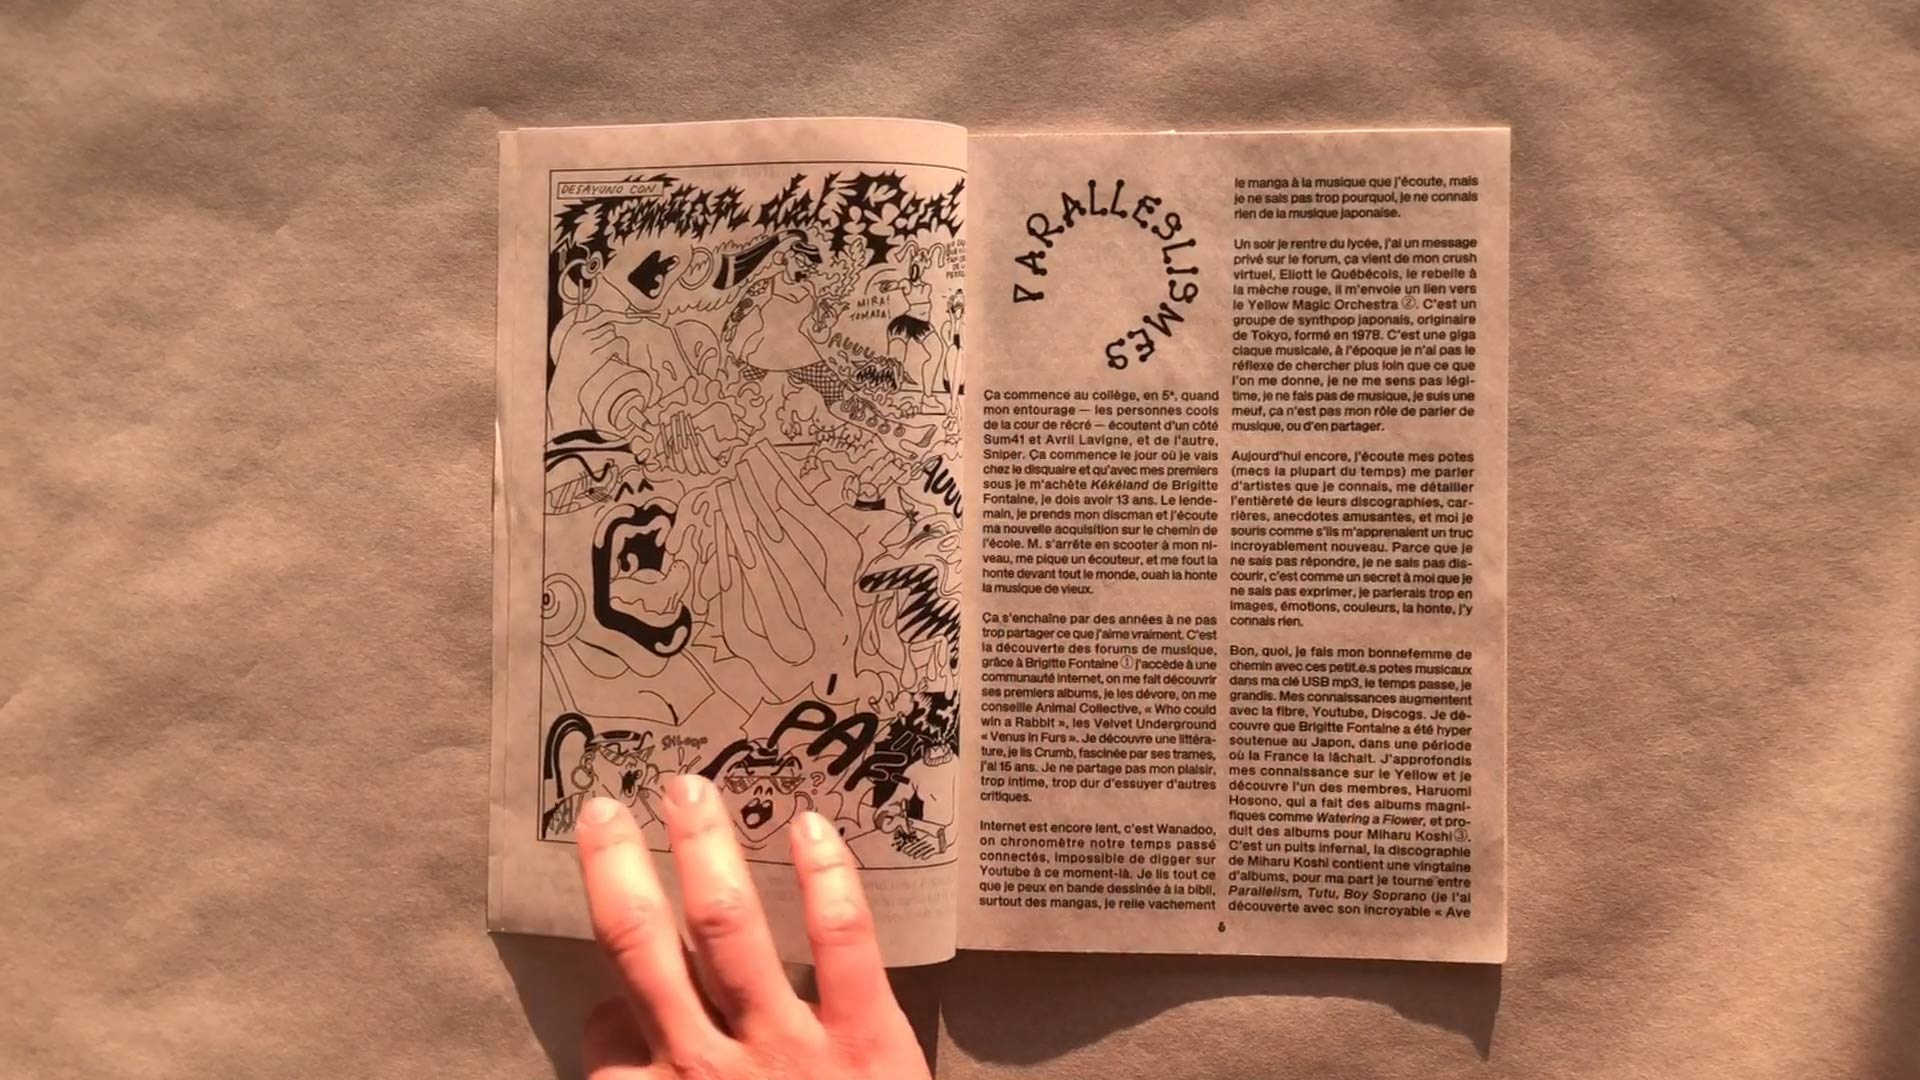 DESAYUNO CON
MIRA!
TOMASA!
AUUU
AUUU
¡PÁ
?
PARALLESLISMES
Ça commence au collège, en 5e, quand
mon entourage — les personnes cools
de la cour de récré — écoutent d'un côté
Sum41 et Avril Lavigne, et de l'autre,
Sniper. Ça commence le jour où je vais
chez le disquaire et qu'avec mes premiers
sous je m'achète Kékéland de Brigitte
Fontaine, je dois avoir 13 ans. Le lende-
main, je prends mon discman et j'écoute
ma nouvelle acquisition sur le chemin de
l'école. M. s'arrête en scooter à mon ni-
veau, me pique un écouteur, et me fout la
honte devant tout le monde, ouah la honte
la musique de vieux.
Ça s'enchaîne par des années à ne pas
trop partager ce que j'aime vraiment. C'est
la découverte des forums de musique,
grâce à Brigitte Fontaine ① j'accède à une
communauté internet, on me fait découvrir
ses premiers albums, je les dévore, on me
conseille Animal Collective, « Who could
win a Rabbit », les Velvet Underground
« Venus in Furs ». Je découvre une littéra-
ture, je lis Crumb, fascinée par ses trames,
j'ai 15 ans. Je ne partage pas mon plaisir,
trop intime, trop dur d'essuyer d'autres
critiques.
Internet est encore lent, c'est Wanadoo,
on chronomètre notre temps passé
connectés, impossible de digger sur
Youtube à ce moment-là. Je lis tout ce
que je peux en bande dessinée à la bibli,
surtout des mangas, je relie vachement
le manga à la musique que j'écoute, mais
je ne sais pas trop pourquoi, je ne connais
rien de la musique japonaise.
Un soir je rentre du lycée, j'ai un message
privé sur le forum, ça vient de mon crush
virtuel, Eliott le Québécois, le rebelle à
la mèche rouge, il m'envoie un lien vers
le Yellow Magic Orchestra ②. C'est un
groupe de synthpop japonais, originaire
de Tokyo, formé en 1978. C'est une giga
claque musicale, à l'époque je n'ai pas le
réflexe de chercher plus loin que ce que
l'on me donne, je ne me sens pas légi-
time, je ne fais pas de musique, je suis une
meuf, ça n'est pas mon rôle de parler de
musique, ou d'en partager.
Aujourd'hui encore, j'écoute mes potes
(mecs la plupart du temps) me parler
d'artistes que je connais, me détailler
l'entièreté de leurs discographies, car-
rières, anecdotes amusantes, et moi je
souris comme s'ils m'apprenaient un truc
incroyablement nouveau. Parce que je
ne sais pas répondre, je ne sais pas dis-
courir, c'est comme un secret à moi que je
ne sais pas exprimer, je parlerais trop en
images, émotions, couleurs, la honte, j'y
connais rien.
Bon, quoi, je fais mon bonnefemme de
chemin avec ces petit.e.s potes musicaux
dans ma clé USB mp3, le temps passe, je
grandis. Mes connaissances augmentent
avec la fibre, Youtube, Discogs. Je dé-
couvre que Brigitte Fontaine a été hyper
soutenue au Japon, dans une période
où la France la lâchait. J'approfondis
mes connaissance sur le Yellow et je
découvre l'un des membres, Haruomi
Hosono, qui a fait des albums magni-
fiques comme Watering a Flower, et pro-
duit des albums pour Miharu Koshi③.
C'est un puits infernal, la discographie
de Miharu Koshi contient une vingtaine
d'albums, pour ma part je tourne entre
Parallelism, Tutu, Boy Soprano (je l'ai
découverte avec son incroyable « Ave